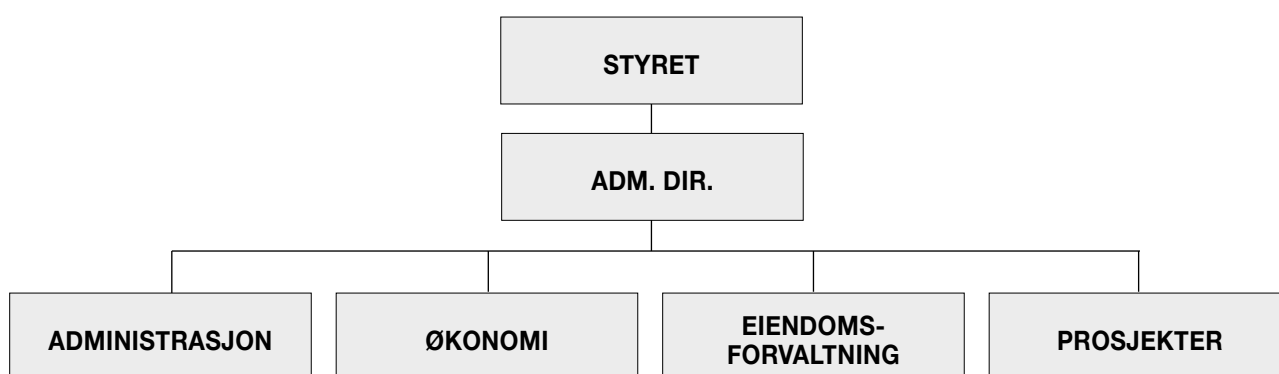 STYRET
ADM. DIR.
ADMINISTRASJON
ØKONOMI
EIENDOMS-
FORVALTNING
PROSJEKTER